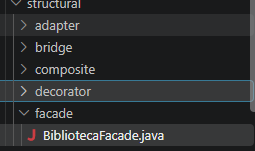 structural
adapter
bridge
composite
decorator
facade
J BibliotecaFacade.java